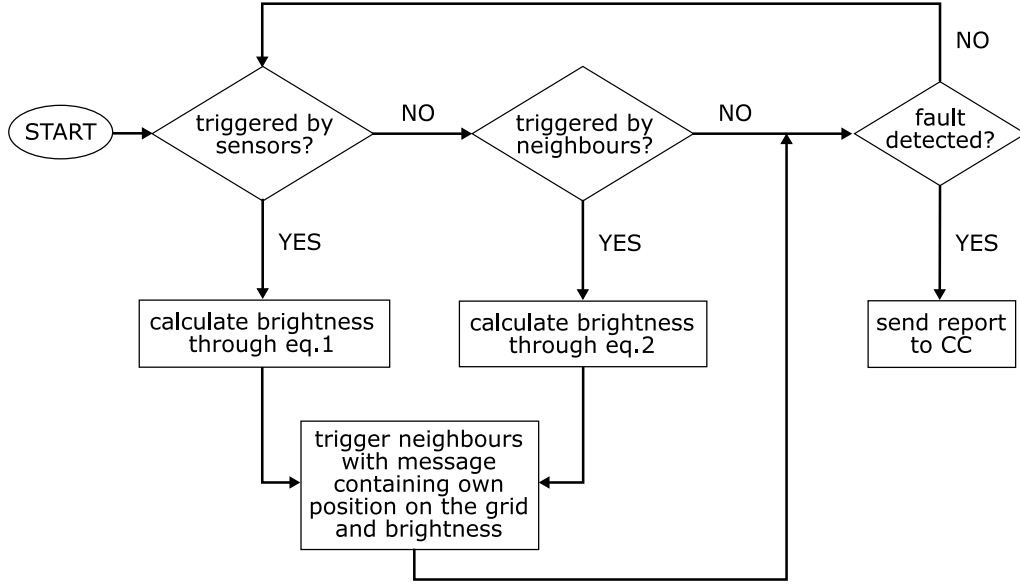 NO
START
triggered by
sensors?
NO
triggered by
neighbours?
NO
fault
detected?
YES
YES
YES
calculate brightness
through eq.1
calculate brightness
through eq.2
send report
to CC
trigger neighbours
with message
containing own
position on the grid
and brightness